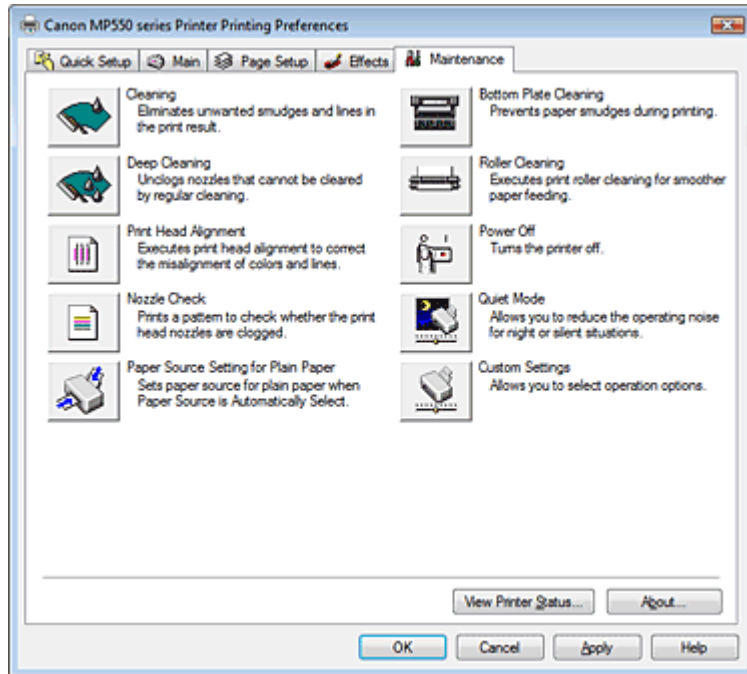 Canon MP550 series Printer Printing Preferences
Quick Setup
Main
Page Setup
Effects
Maintenance
Cleaning
Eliminates unwanted smudges and lines in
the print result.
Deep Cleaning
Unclogs nozzles that cannot be cleared
by regular cleaning.
Print Head Alignment
Executes print head alignment to correct
the misalignment of colors and lines.
Nozzle Check
Prints a pattern to check whether the print
head nozzles are clogged.
Paper Source Setting for Plain Paper
Sets paper source for plain paper when
Paper Source is Automatically Select.
Bottom Plate Cleaning
Prevents paper smudges during printing.
Roller Cleaning
Executes print roller cleaning for smoother
paper feeding.
Power Off
Turns the printer off.
Quiet Mode
Allows you to reduce the operating noise
for night or silent situations.
Custom Settings
Allows you to select operation options.
View Printer Status...
About...
OK
Cancel
Apply
Help